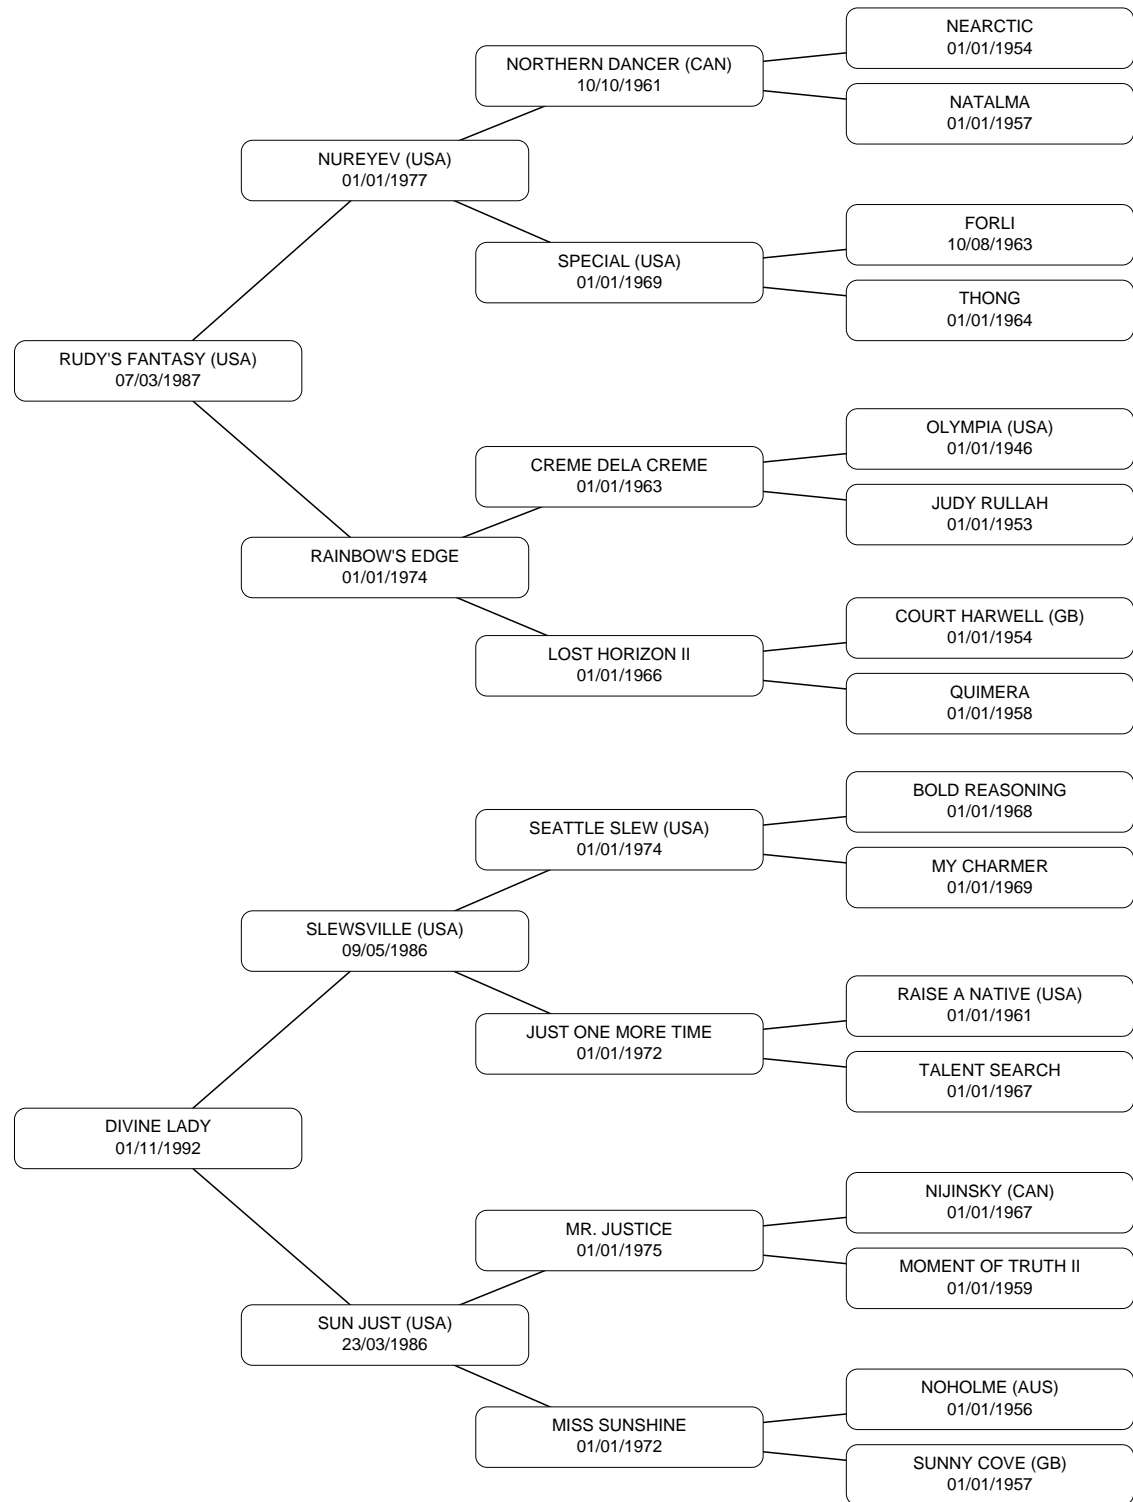 NEARCTIC
01/01/1954
NORTHERN DANCER (CAN)
10/10/1961
NATALMA
01/01/1957
NUREYEV (USA)
01/01/1977
FORLI
10/08/1963
SPECIAL (USA)
01/01/1969
THONG
01/01/1964
RUDY'S FANTASY (USA)
07/03/1987
OLYMPIA (USA)
01/01/1946
CREME DELA CREME
01/01/1963
JUDY RULLAH
01/01/1953
RAINBOW'S EDGE
01/01/1974
COURT HARWELL (GB)
01/01/1954
LOST HORIZON II
01/01/1966
QUIMERA
01/01/1958
BOLD REASONING
01/01/1968
SEATTLE SLEW (USA)
01/01/1974
MY CHARMER
01/01/1969
SLEWSVILLE (USA)
09/05/1986
RAISE A NATIVE (USA)
01/01/1961
JUST ONE MORE TIME
01/01/1972
TALENT SEARCH
01/01/1967
DIVINE LADY
01/11/1992
NIJINSKY (CAN)
01/01/1967
MR. JUSTICE
01/01/1975
MOMENT OF TRUTH II
01/01/1959
SUN JUST (USA)
23/03/1986
NOHOLME (AUS)
01/01/1956
MISS SUNSHINE
01/01/1972
SUNNY COVE (GB)
01/01/1957